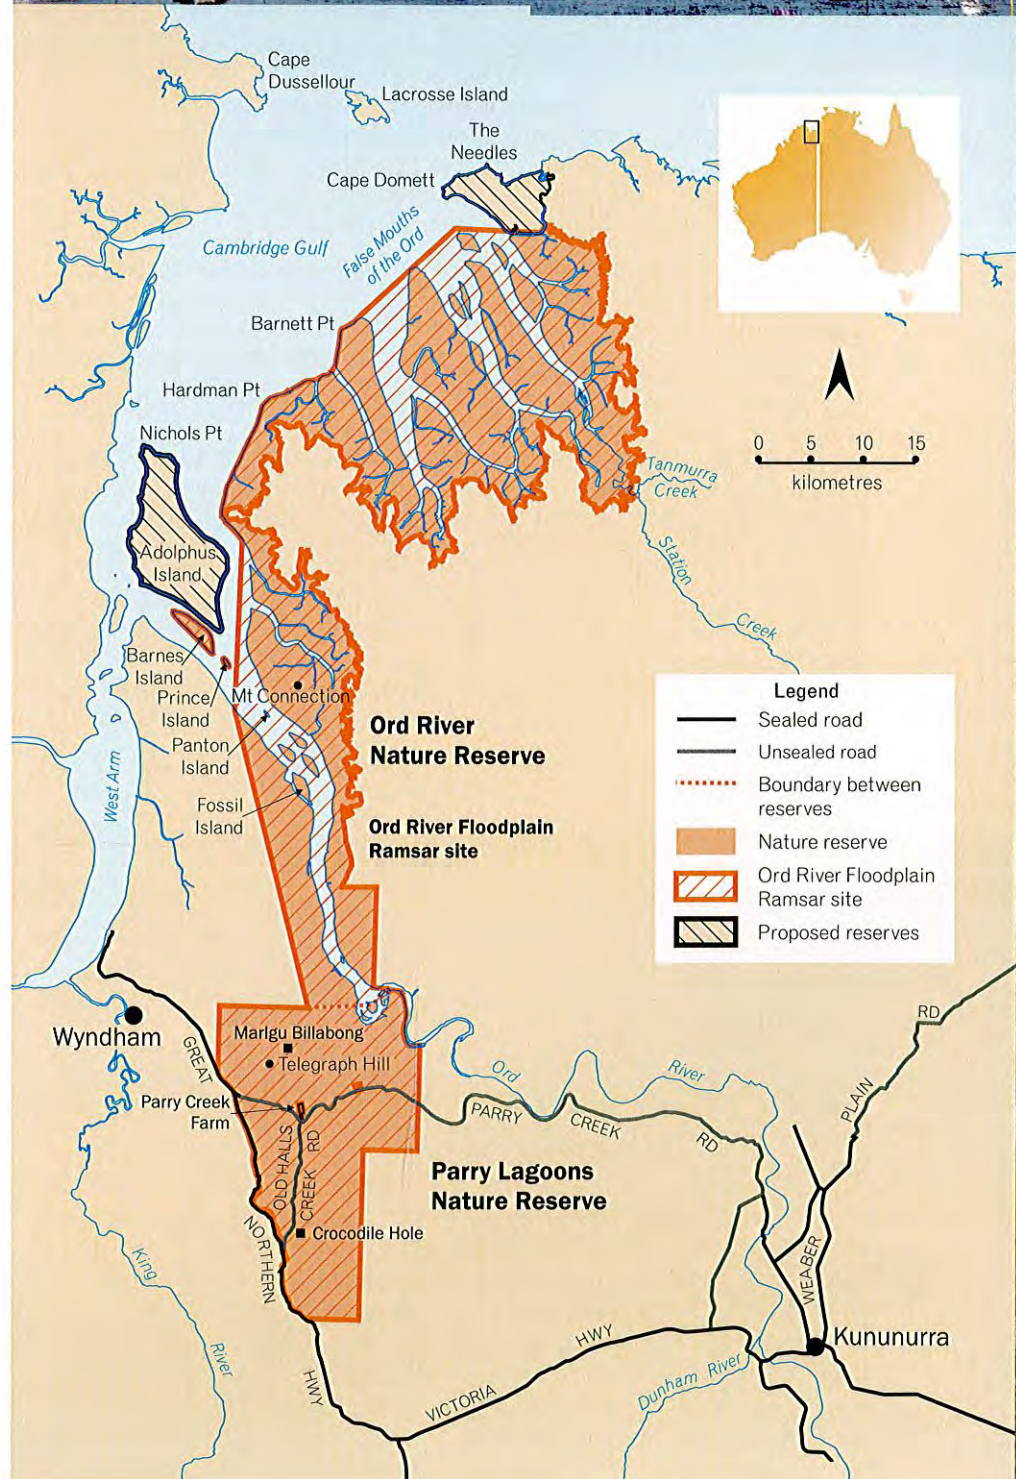 Cape
Dussellour
Lacrosse Island
The
Needles
Cape Domett
Cambridge Gulf
False Mouths
of the Ord
Barnett Pt
Hardman Pt
Nichols Pt
0 5 10 15
kilometres
Tanmurra
Creek
Station
Creek
Adolphus
Island
Barnes
Island
Prince
Island
Mt Connection
Panton
Island
Fossil
Island
West Arm
Ord River
Nature Reserve
Ord River Floodplain
Ramsar site
Legend
Sealed road
Unsealed road
Boundary between
reserves
Nature reserve
Ord River Floodplain
Ramsar site
Proposed reserves
Wyndham
Marlgu Billabong
Telegraph Hill
Parry Creek
Farm
GREAT
NORTHERN
HWY
OLD HALLS
CREEK RD
Crocodile Hole
Ord
River
PARRY
CREEK
RD
Parry Lagoons
Nature Reserve
RD
PLAIN
WEABER
Kununurra
King
River
VICTORIA
HWY
Dunham River